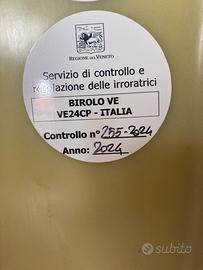 REGIONE DEL VENETO
Servizio di controllo e
regolazione delle irroratrici
BIROLO VE
VE24CP - ITALIA
Controllo n° 255-2024
Anno: 2024
subito